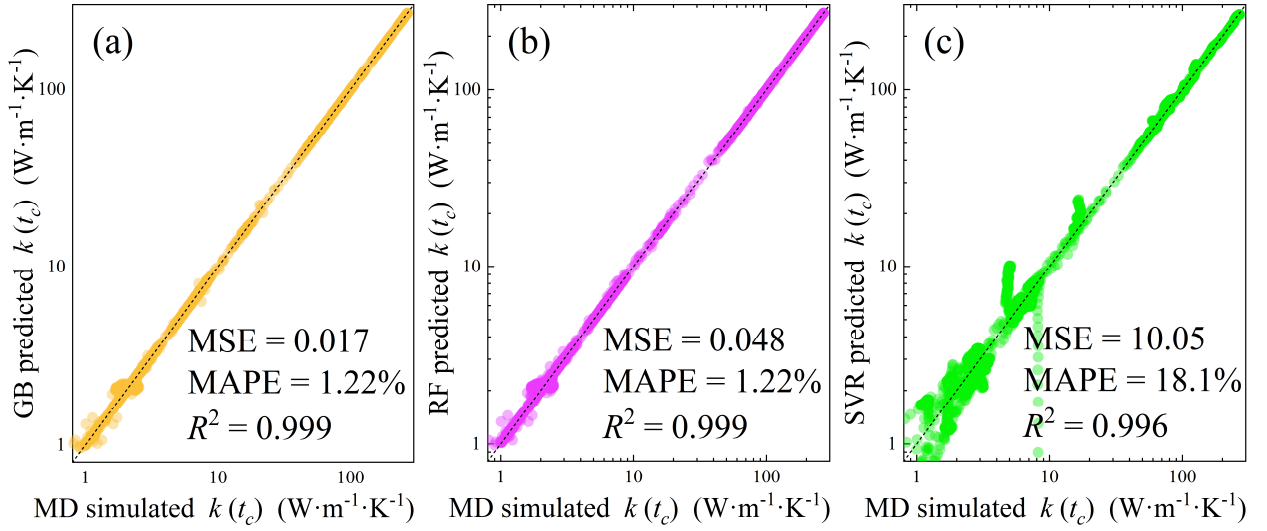 (a)
GB predicted k (t_c) (W·m⁻¹·K⁻¹)
100
10
1
MSE = 0.017
MAPE = 1.22%
R² = 0.999
1 10 100
MD simulated k (t_c) (W·m⁻¹·K⁻¹)
(b)
RF predicted k (t_c) (W·m⁻¹·K⁻¹)
100
10
1
MSE = 0.048
MAPE = 1.22%
R² = 0.999
1 10 100
MD simulated k (t_c) (W·m⁻¹·K⁻¹)
(c)
SVR predicted k (t_c) (W·m⁻¹·K⁻¹)
100
10
1
MSE = 10.05
MAPE = 18.1%
R² = 0.996
1 10 100
MD simulated k (t_c) (W·m⁻¹·K⁻¹)